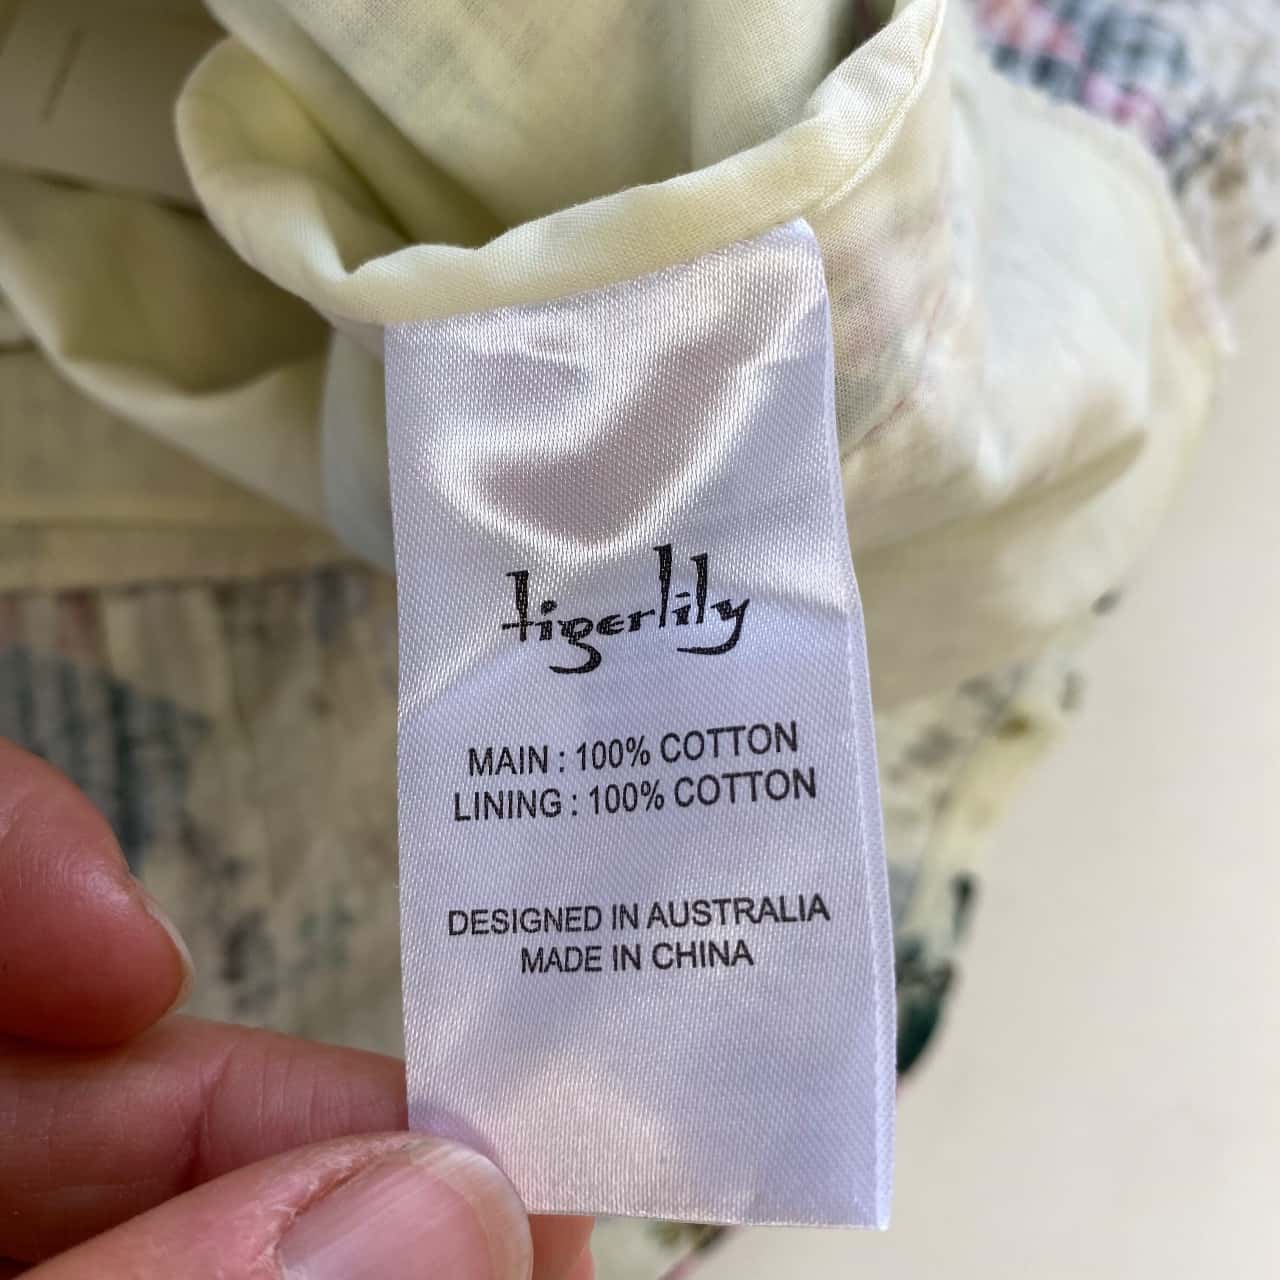 tigerlily
MAIN : 100% COTTON
LINING : 100% COTTON
DESIGNED IN AUSTRALIA
MADE IN CHINA